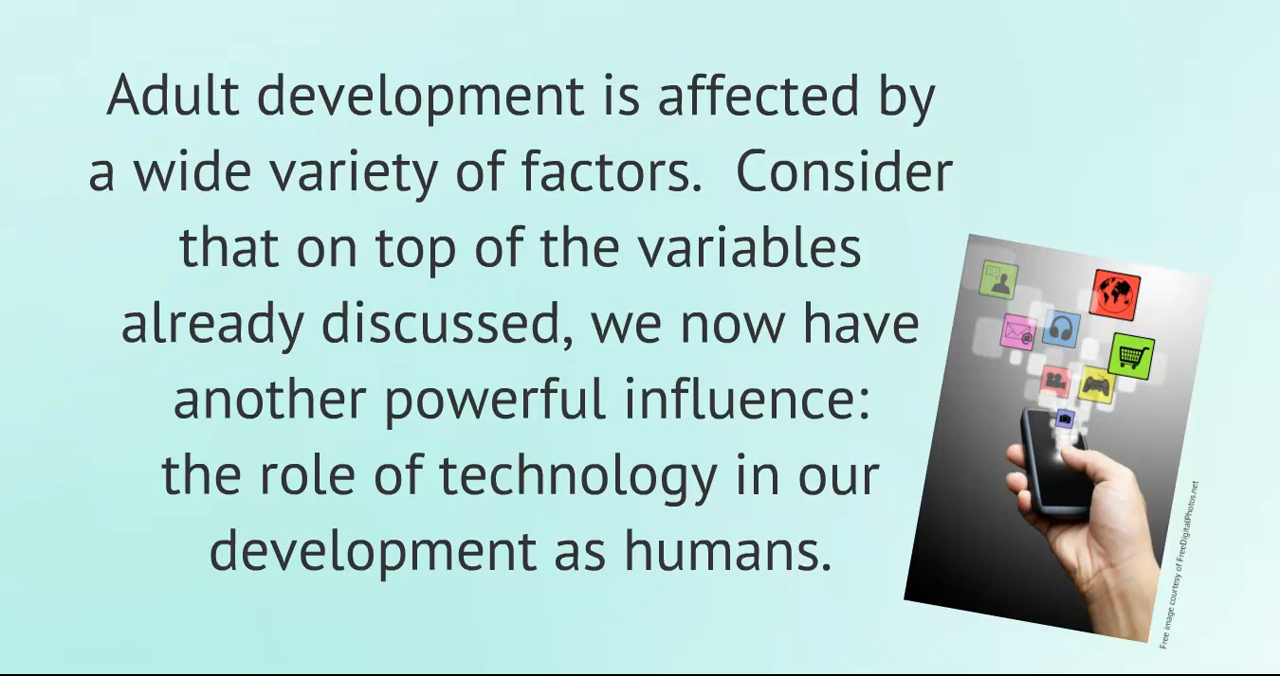 Adult development is affected by
a wide variety of factors.  Consider
that on top of the variables
already discussed, we now have
another powerful influence:
the role of technology in our
development as humans.
Free image courtesy of FreeDigitalPhotos.net